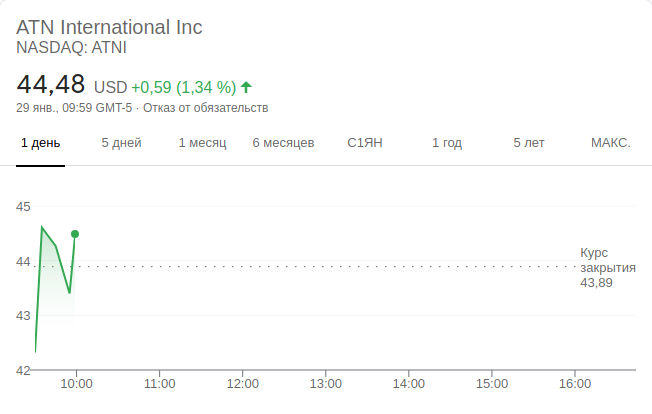 ATN International Inc
NASDAQ: ATNI
44,48 USD +0,59 (1,34 %)
29 янв., 09:59 GMT-5 · Отказ от обязательств
1 день 5 дней 1 месяц 6 месяцев С1ЯН 1 год 5 лет МАКС.
45
44
43
42
Курс
закрытия
43,89
10:00 11:00 12:00 13:00 14:00 15:00 16:00